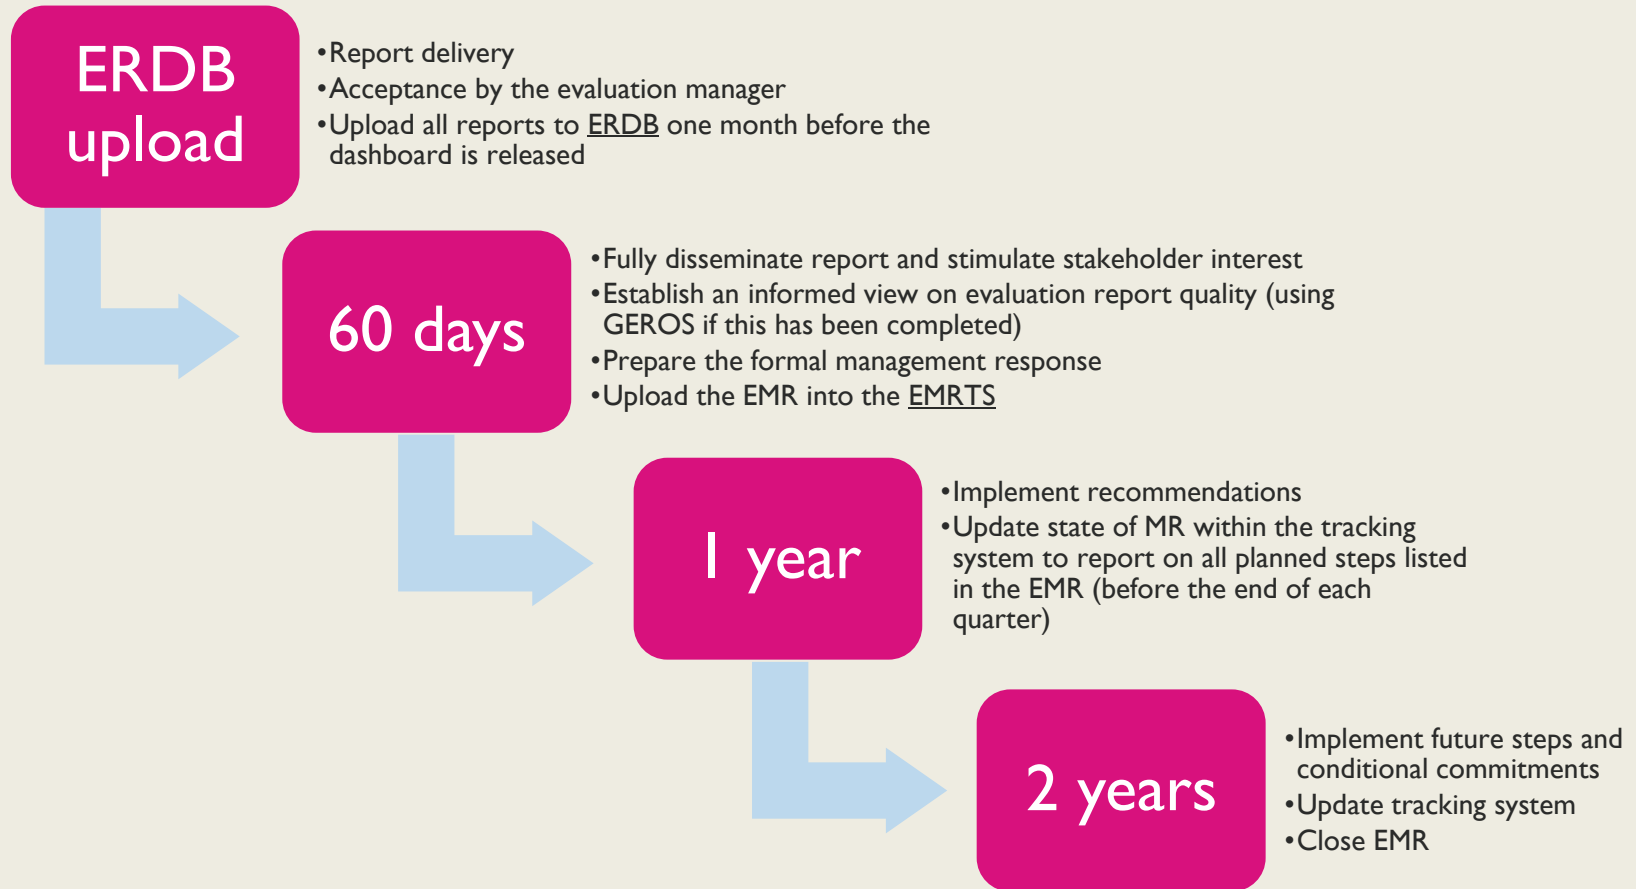 ERDB
upload
•Report delivery
•Acceptance by the evaluation manager
•Upload all reports to ERDB one month before the
dashboard is released
60 days
•Fully disseminate report and stimulate stakeholder interest
•Establish an informed view on evaluation report quality (using
GEROS if this has been completed)
•Prepare the formal management response
•Upload the EMR into the EMRTS
1 year
•Implement recommendations
•Update state of MR within the tracking
system to report on all planned steps listed
in the EMR (before the end of each
quarter)
2 years
•Implement future steps and
conditional commitments
•Update tracking system
•Close EMR